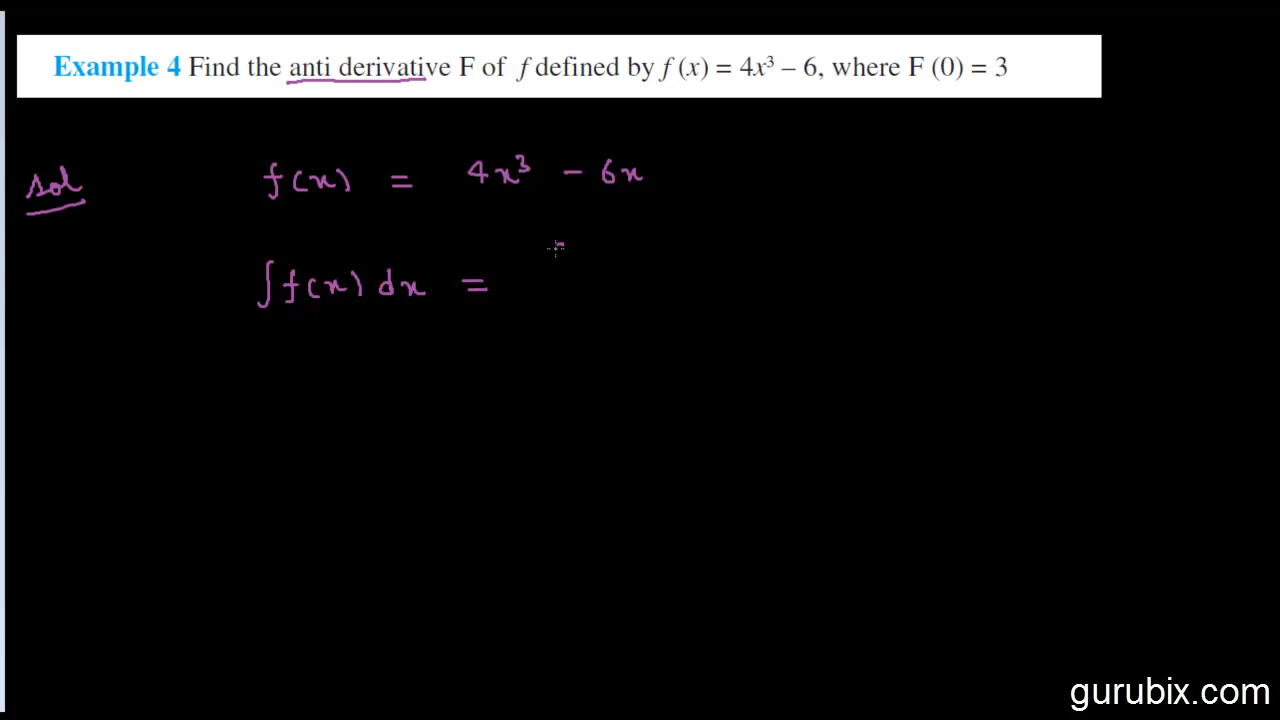 Example 4 Find the anti derivative F of f defined by f (x) = 4x³ – 6, where F (0) = 3
sol
f(x) = 4x³ - 6x
∫f(x) dx =
gurubix.com